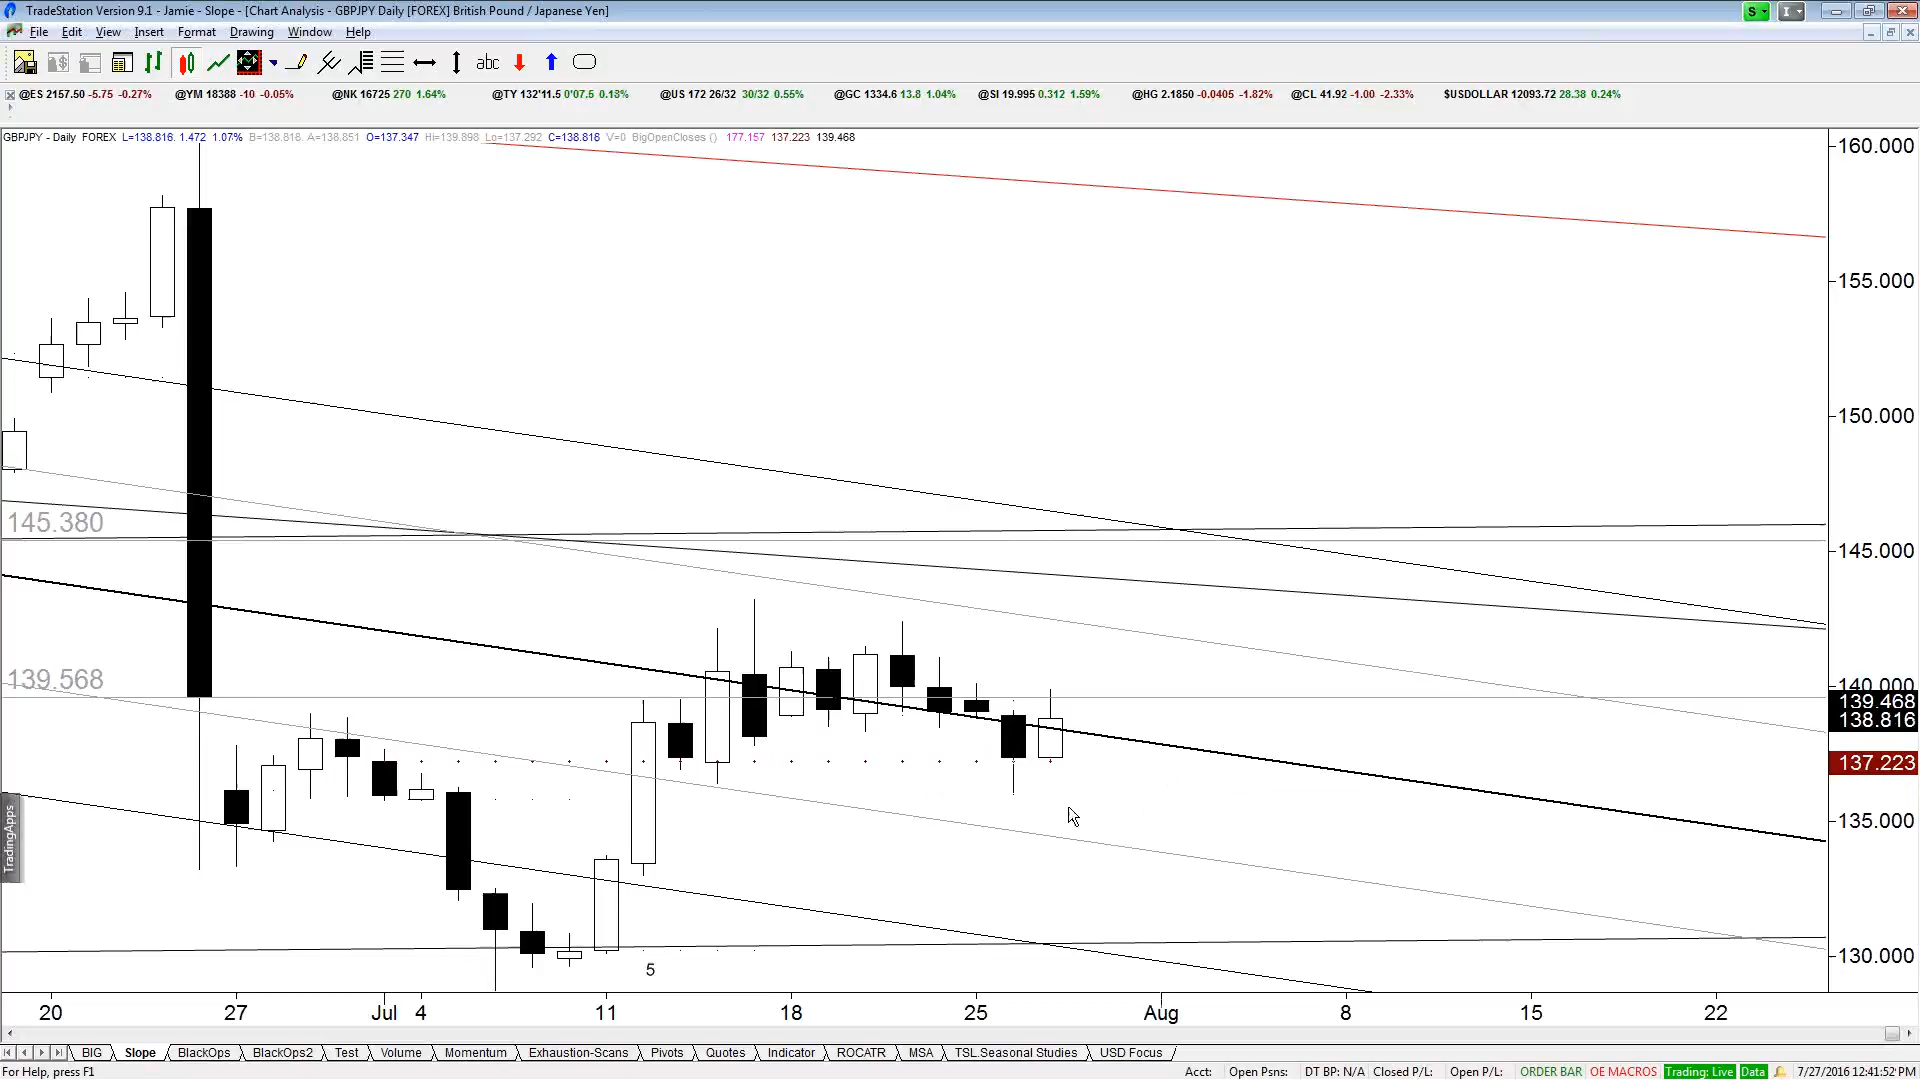 TradeStation Version 9.1 - Jamie - Slope - [Chart Analysis - GBPJPY Daily [FOREX] British Pound / Japanese Yen]
S I
File Edit View Insert Format Drawing Window Help
abc
@ES 2157.50 -5.75 -0.27% @YM 18388 -10 -0.05% @NK 16725 270 1.64% @TY 132'11.5 0'07.5 0.18% @US 172 26/32 30/32 0.55% @GC 1334.6 13.8 1.04% @SI 19.995 0.312 1.59% @HG 2.1850 -0.0405 -1.82% @CL 41.92 -1.00 -2.33% $USDOLLAR 12093.72 28.38 0.24%
GBPJPY - Daily FOREX L=138.816 1.472 1.07% B=138.816 A=138.851 O=137.347 Hi=139.898 Lo=137.292 C=138.816 V=0 BigOpenCloses () 177.157 137.223 139.468
160.000
155.000
150.000
145.380
145.000
139.568
140.000
139.468
138.816
137.223
135.000
TradingApps
130.000
5
20 27 Jul 4 11 18 25 Aug 8 15 22
BIG Slope BlackOps BlackOps2 Test Volume Momentum Exhaustion-Scans Pivots Quotes Indicator ROCATR MSA TSL.Seasonal Studies USD Focus
For Help, press F1 Acct: Open Psns: DT BP: N/A Closed P/L: Open P/L: ORDER BAR OE MACROS Trading: Live Data 7/27/2016 12:41:52 PM